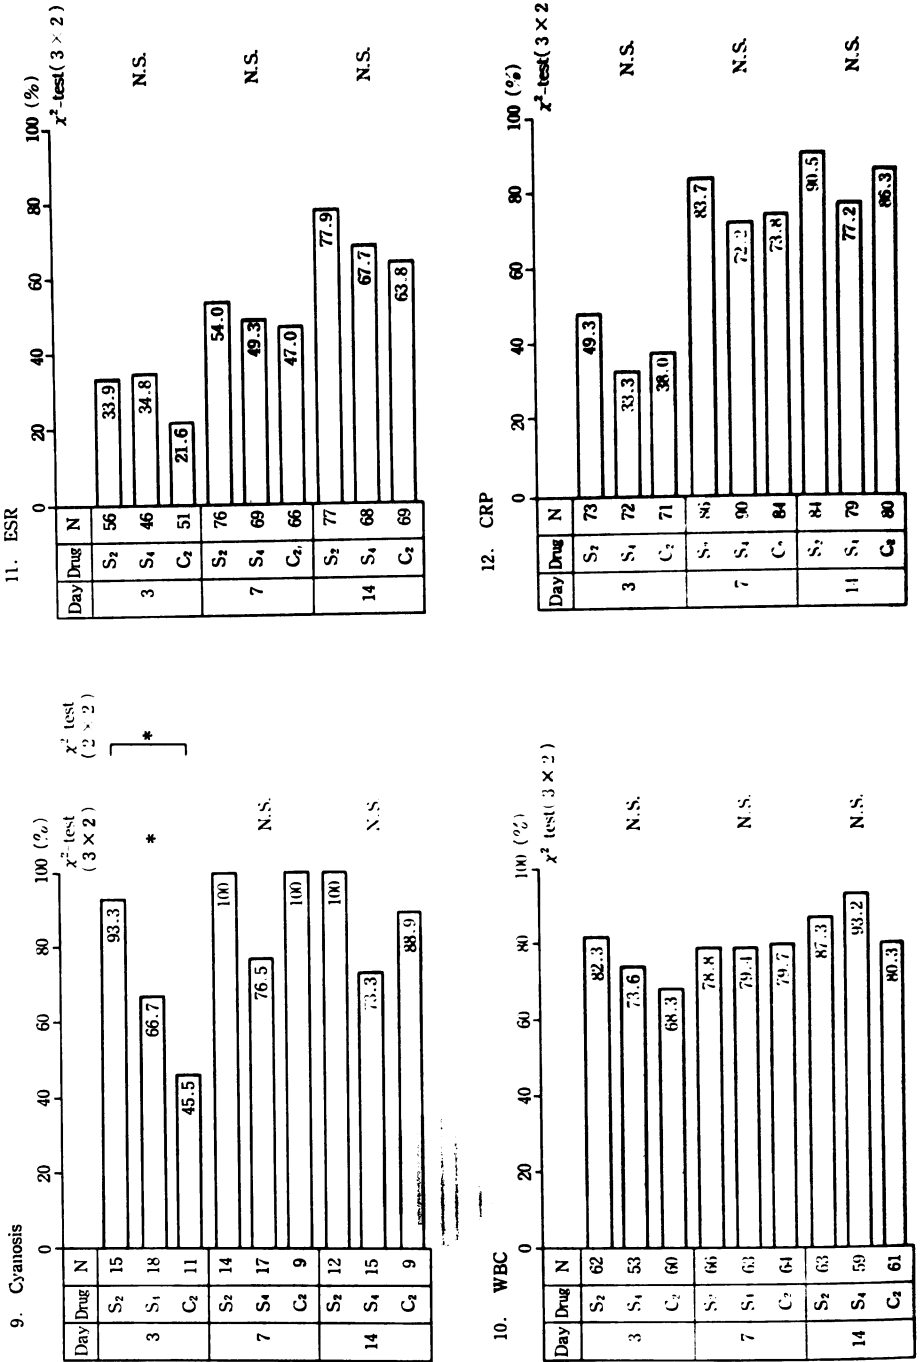 9. Cyanosis
Day Drug N 0 20 40 60 80 100 (%) χ²-test (3 × 2) χ² test (2 × 2)
3 S₂ 15 93.3
S₄ 18 66.7 * *
C₂ 11 45.5
7 S₂ 14 100
S₄ 17 76.5 N.S.
C₂ 9 100
14 S₂ 12 100
S₄ 15 73.3 N.S
C₂ 9 88.9
10. WBC
Day Drug N 0 20 40 60 80 100 (%) χ² test (3 × 2)
3 S₂ 62 82.3
S₄ 53 73.6 N.S.
C₂ 60 68.3
7 S₂ 66 78.8
S₄ 63 79.4 N.S.
C₂ 64 79.7
14 S₂ 63 87.3
S₄ 59 93.2 N.S.
C₂ 61 80.3
11. ESR
Day Drug N 0 20 40 60 80 100 (%) χ²-test (3 × 2)
3 S₂ 56 33.9
S₄ 46 34.8 N.S.
C₂ 51 21.6
7 S₂ 76 54.0
S₄ 69 49.3 N.S.
C₂ 66 47.0
14 S₂ 77 77.9
S₄ 68 67.7 N.S.
C₂ 69 63.8
12. CRP
Day Drug N 0 20 40 60 80 100 (%) χ²-test (3 × 2
3 S₂ 73 49.3
S₄ 72 33.3 N.S.
C₂ 71 38.0
7 86 83.7
S₄ 90 72.2 N.S.
84 73.8
14 S₂ 84 90.5
S₄ 79 77.2 N.S.
C₂ 80 86.3